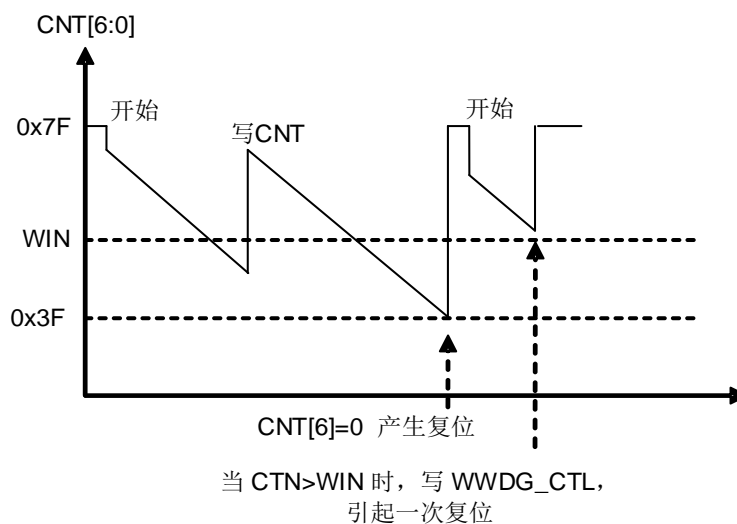 CNT[6:0]
开始
开始
0x7F
写CNT
WIN
0x3F
CNT[6]=0 产生复位
当 CTN>WIN 时，写 WWDG_CTL，
引起一次复位